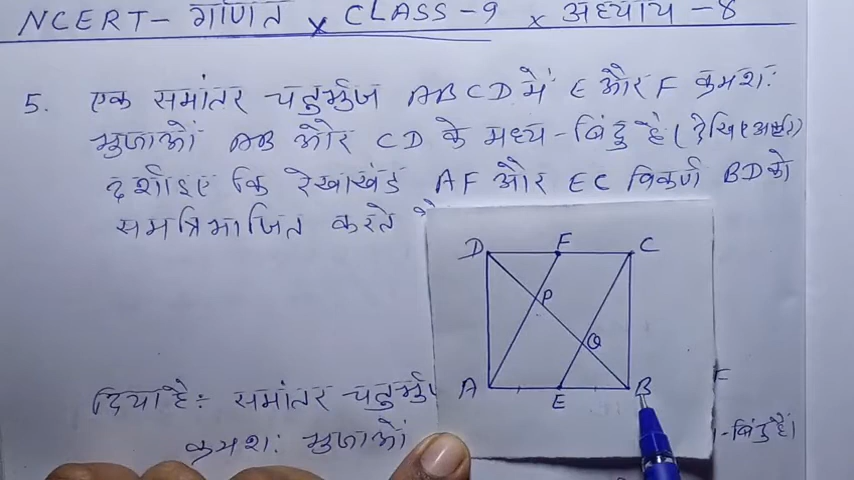 NCERT- गणित × CLASS-9 × अध्याय -8
5. एक समांतर चतुर्भुज ABCD में E और F क्रमश:
भुजाओं AB और CD के मध्य-बिंदु है (देखिए आकृति)
दर्शाइए कि रेखाखंड AF और EC विकर्ण BD को
समत्रिभाजित करते
D F C
P
Q
A E B
दिया है:- समांतर चतुर्भु
F
क्रमश: भुजाओं
-बिंदु हैं।